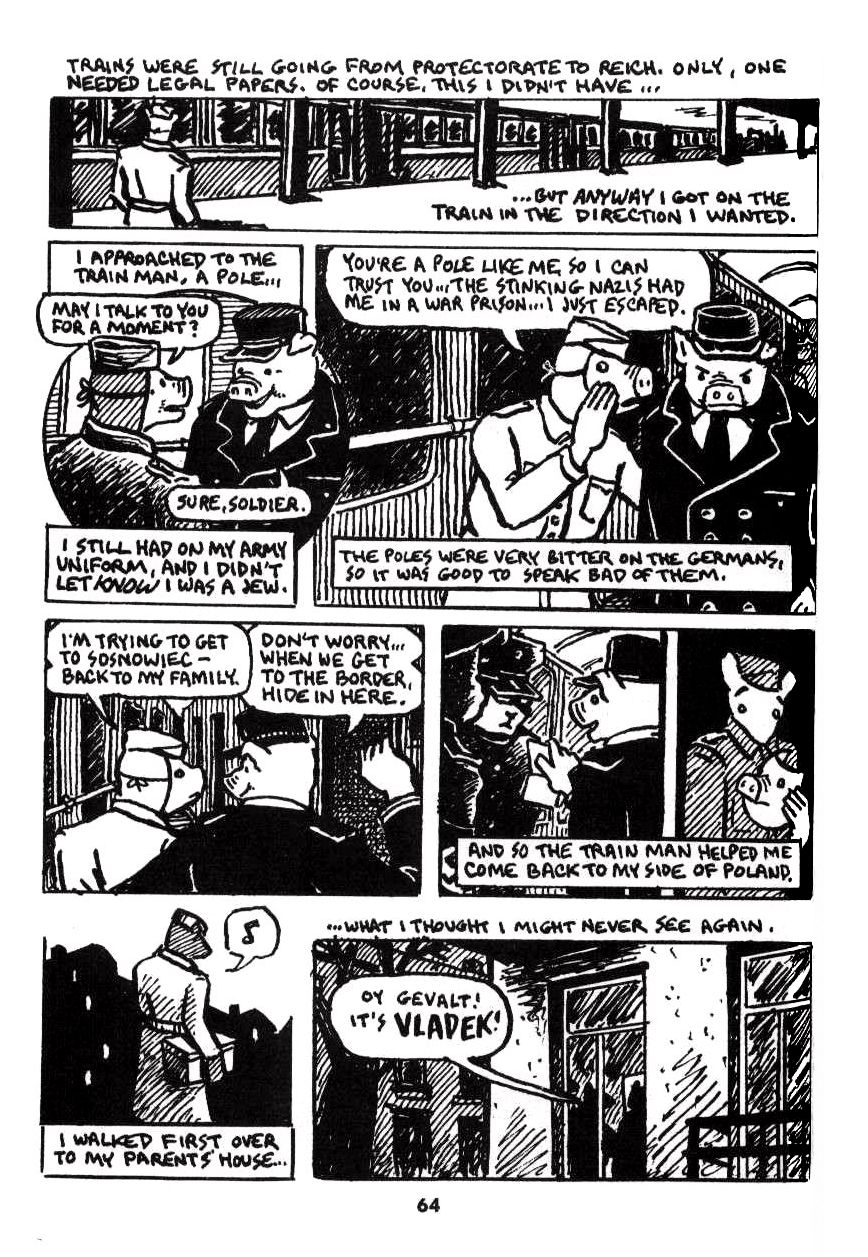 TRAINS WERE STILL GOING FROM PROTECTORATE TO REICH. ONLY, ONE
NEEDED LEGAL PAPERS. OF COURSE, THIS I DIDN'T HAVE ...
...BUT ANYWAY I GOT ON THE
TRAIN IN THE DIRECTION I WANTED.
I APPROACHED TO THE
TRAIN MAN, A POLE...
MAY I TALK TO YOU
FOR A MOMENT?
SURE, SOLDIER.
I STILL HAD ON MY ARMY
UNIFORM, AND I DIDN'T
LET KNOW I WAS A JEW.
YOU'RE A POLE LIKE ME, SO I CAN
TRUST YOU...THE STINKING NAZIS HAD
ME IN A WAR PRISON...I JUST ESCAPED.
THE POLES WERE VERY BITTER ON THE GERMANS,
SO IT WAS GOOD TO SPEAK BAD OF THEM.
I'M TRYING TO GET
TO SOSNOWIEC –
BACK TO MY FAMILY.
DON'T WORRY...
WHEN WE GET
TO THE BORDER,
HIDE IN HERE.
AND SO THE TRAIN MAN HELPED ME
COME BACK TO MY SIDE OF POLAND.
I WALKED FIRST OVER
TO MY PARENTS' HOUSE...
...WHAT I THOUGHT I MIGHT NEVER SEE AGAIN.
OY GEVALT!
IT'S VLADEK!
64